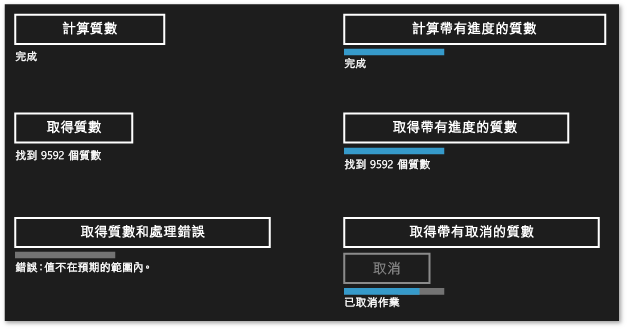 計算質數
計算帶有進度的質數
完成
完成
取得質數
取得帶有進度的質數
找到 9592 個質數
找到 9592 個質數
取得質數和處理錯誤
取得帶有取消的質數
取消
錯誤：值不在預期的範圍內。
已取消作業